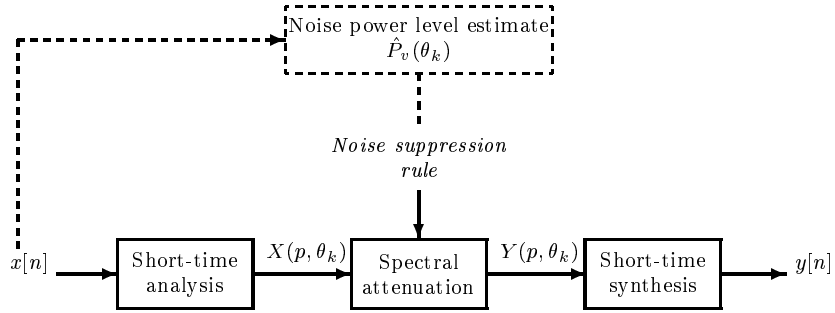 Noise power level estimate
P̂_v(θ_k)
Noise suppression
rule
x[n]
Short-time
analysis
X(p, θ_k)
Spectral
attenuation
Y(p, θ_k)
Short-time
synthesis
y[n]